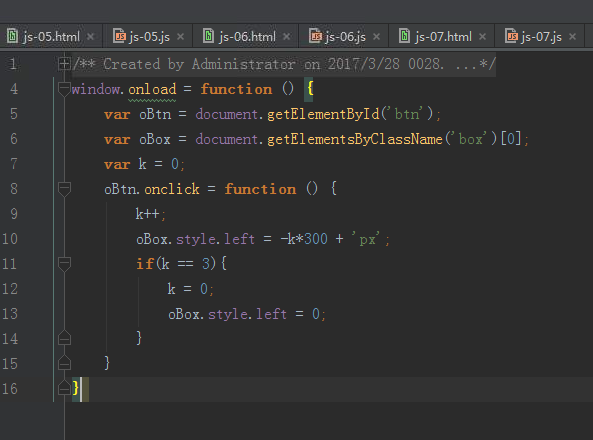 js-05.html js-05.js js-06.html js-06.js js-07.html js-07.js
1 /** Created by Administrator on 2017/3/28 0028. ...*/
4 window.onload = function () {
5 var oBtn = document.getElementById('btn');
6 var oBox = document.getElementsByClassName('box')[0];
7 var k = 0;
8 oBtn.onclick = function () {
9 k++;
10 oBox.style.left = -k*300 + 'px';
11 if(k == 3){
12 k = 0;
13 oBox.style.left = 0;
14 }
15 }
16 }